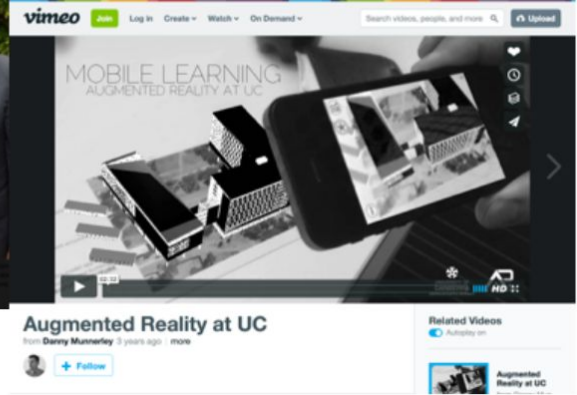 vimeo Join Log in Create Watch On Demand Search videos, people, and more Upload
MOBILE LEARNING
AUGMENTED REALITY AT UC
02:32
HD
Augmented Reality at UC
from Danny Munnerley 3 years ago more
+ Follow
Related Videos
Autoplay on
Augmented
Reality at UC